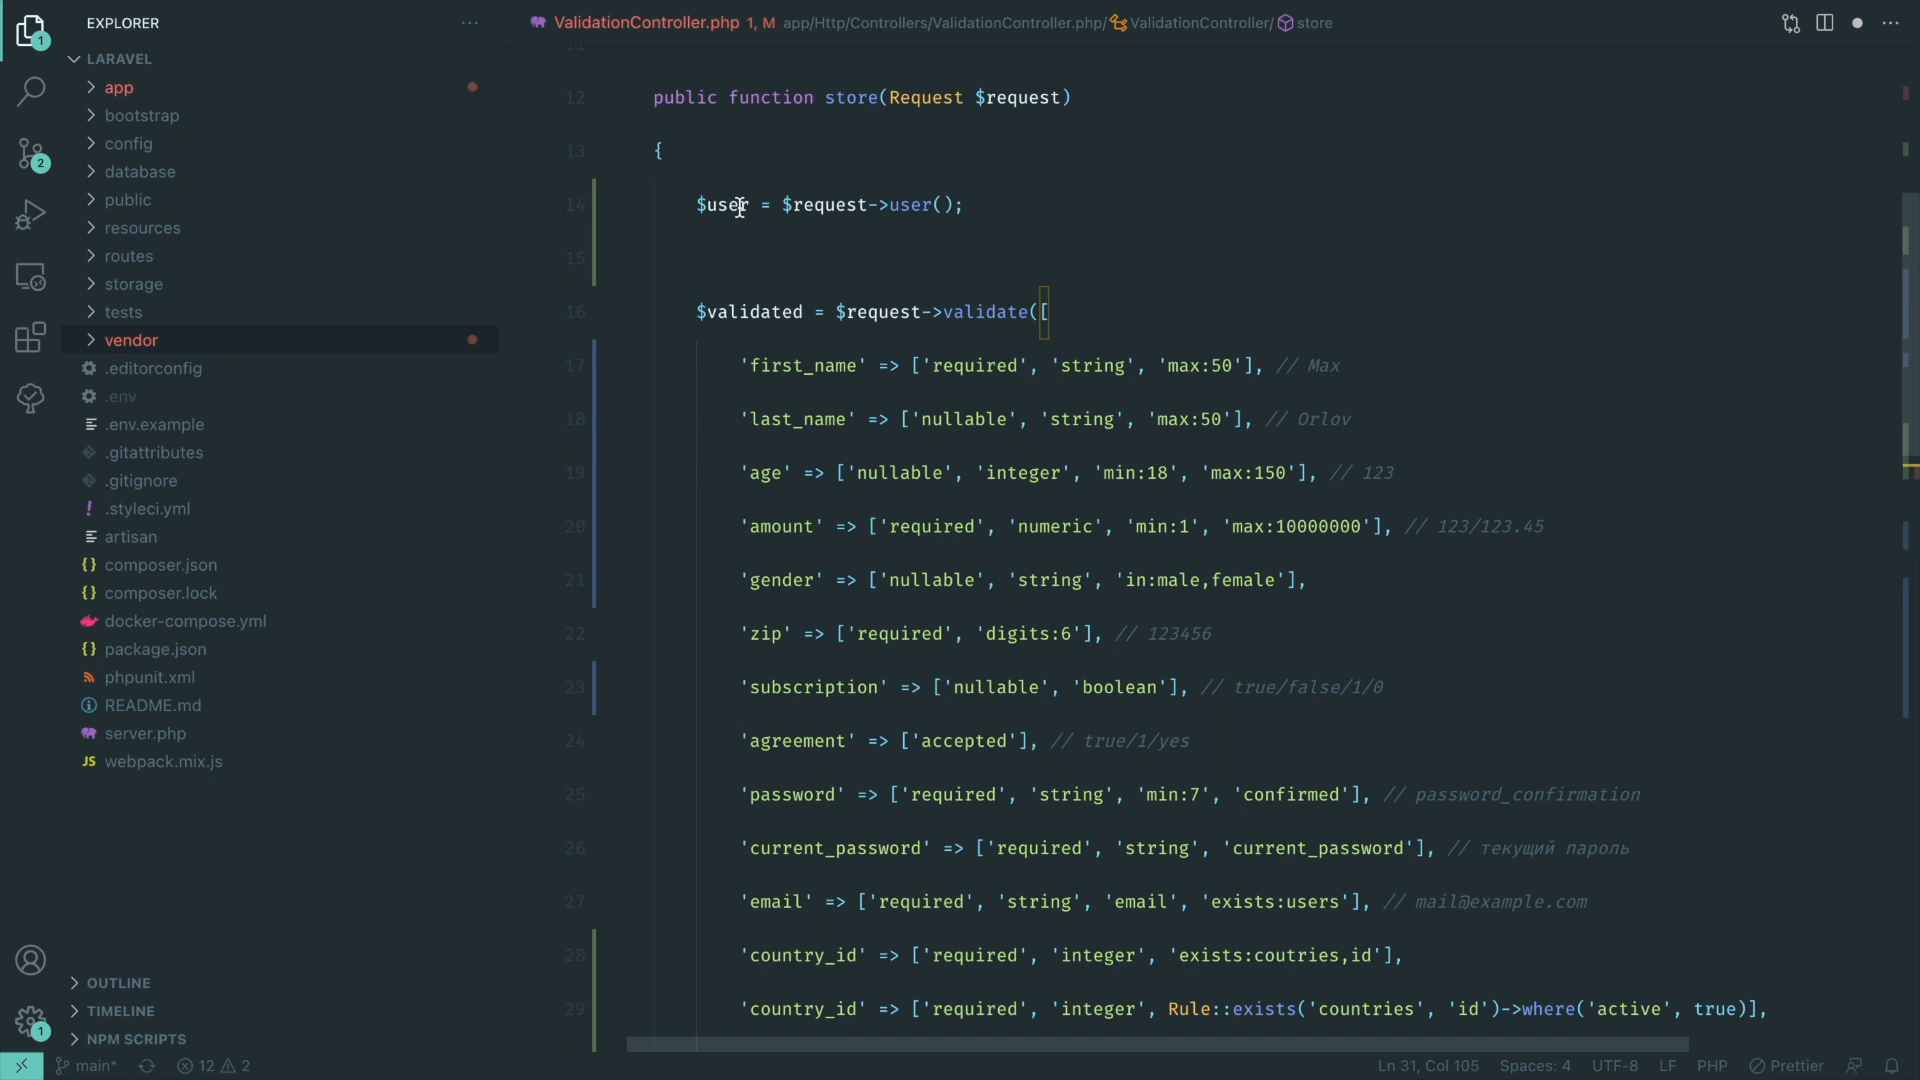 EXPLORER
LARAVEL
app
bootstrap
config
database
public
resources
routes
storage
tests
vendor
.editorconfig
.env
.env.example
.gitattributes
.gitignore
.styleci.yml
artisan
composer.json
composer.lock
docker-compose.yml
package.json
phpunit.xml
README.md
server.php
webpack.mix.js
OUTLINE
TIMELINE
NPM SCRIPTS
1
2
1
ValidationController.php 1, M app/Http/Controllers/ValidationController.php/ ValidationController/ store
11
12 public function store(Request $request)
13 {
14 $user = $request->user();
15
16 $validated = $request->validate([
17 'first_name' => ['required', 'string', 'max:50'], // Max
18 'last_name' => ['nullable', 'string', 'max:50'], // Orlov
19 'age' => ['nullable', 'integer', 'min:18', 'max:150'], // 123
20 'amount' => ['required', 'numeric', 'min:1', 'max:10000000'], // 123/123.45
21 'gender' => ['nullable', 'string', 'in:male,female'],
22 'zip' => ['required', 'digits:6'], // 123456
23 'subscription' => ['nullable', 'boolean'], // true/false/1/0
24 'agreement' => ['accepted'], // true/1/yes
25 'password' => ['required', 'string', 'min:7', 'confirmed'], // password_confirmation
26 'current_password' => ['required', 'string', 'current_password'], // текущий пароль
27 'email' => ['required', 'string', 'email', 'exists:users'], // mail@example.com
28 'country_id' => ['required', 'integer', 'exists:coutries,id'],
29 'country_id' => ['required', 'integer', Rule::exists('countries', 'id')->where('active', true)],
main* 12 2 Ln 31, Col 105 Spaces: 4 UTF-8 LF PHP Prettier